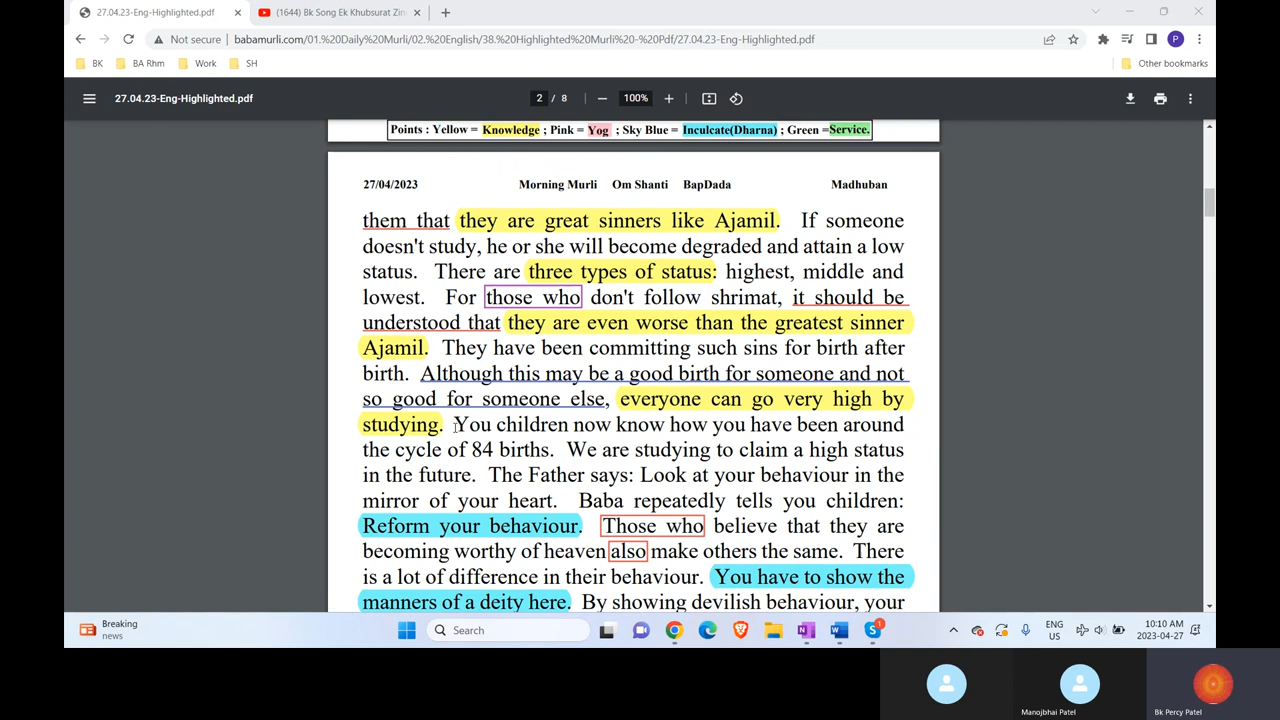 27.04.23-Eng-Highlighted.pdf
(1644) Bk Song Ek Khubsurat Zin
Not secure
babamurli.com/01.%20Daily%20Murli/02.%20English/38.%20Highlighted%20Murli%20-%20Pdf/27.04.23-Eng-Highlighted.pdf
P
BK
BA Rhm
Work
SH
Other bookmarks
27.04.23-Eng-Highlighted.pdf
2 / 8
100%
Points : Yellow = Knowledge ; Pink = Yog ; Sky Blue = Inculcate(Dharna) ; Green =Service.
27/04/2023 Morning Murli Om Shanti BapDada Madhuban
them that they are great sinners like Ajamil. If someone
doesn't study, he or she will become degraded and attain a low
status. There are three types of status: highest, middle and
lowest. For those who don't follow shrimat, it should be
understood that they are even worse than the greatest sinner
Ajamil. They have been committing such sins for birth after
birth. Although this may be a good birth for someone and not
so good for someone else, everyone can go very high by
studying. You children now know how you have been around
the cycle of 84 births. We are studying to claim a high status
in the future. The Father says: Look at your behaviour in the
mirror of your heart. Baba repeatedly tells you children:
Reform your behaviour. Those who believe that they are
becoming worthy of heaven also make others the same. There
is a lot of difference in their behaviour. You have to show the
manners of a deity here. By showing devilish behaviour, your
Breaking
news
Search
1
ENG
US
10:10 AM
2023-04-27
Manojbhai Patel
Bk Percy Patel